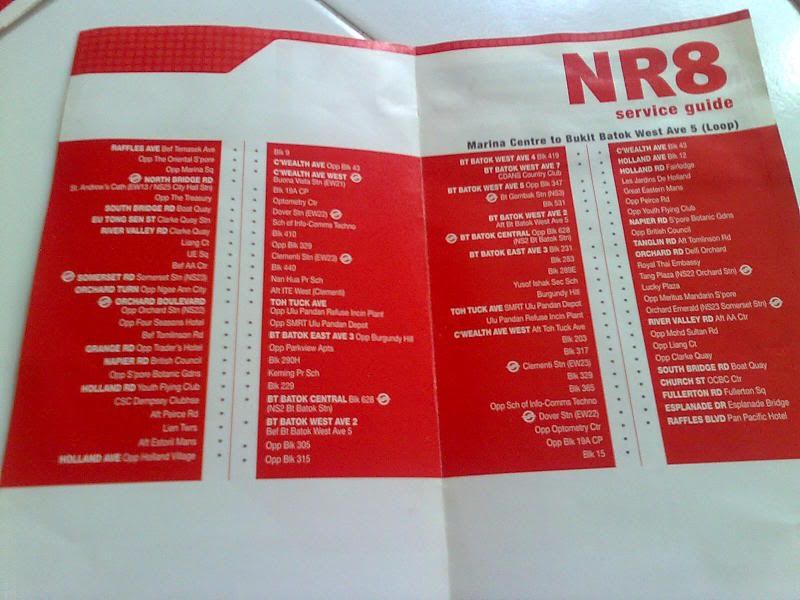 NR8
service guide
Marina Centre to Bukit Batok West Ave 5 (Loop)
RAFFLES AVE Bef Temasek Ave
Opp The Oriental S'pore
Opp Marina Sq
NORTH BRIDGE RD
St. Andrew's Cath (EW13 / NS25 City Hall Stn)
Opp The Treasury
SOUTH BRIDGE RD Boat Quay
EU TONG SEN ST Clarke Quay Stn
RIVER VALLEY RD Clarke Quay
Liang Ct
UE Sq
Bef AA Ctr
SOMERSET RD Somerset Stn (NS23)
ORCHARD TURN Opp Ngee Ann City
ORCHARD BOULEVARD
Opp Orchard Stn (NS22)
Opp Four Seasons Hotel
Bef Tomlinson Rd
GRANGE RD Opp Trader's Hotel
NAPIER RD British Council
Opp S'pore Botanic Gdns
HOLLAND RD Youth Flying Club
CSC Dempsey Clubhse
Aft Peirce Rd
Lien Twrs
Aft Estoril Mans
HOLLAND AVE Opp Holland Village
Blk 9
C'WEALTH AVE Opp Blk 43
C'WEALTH AVE WEST
Buona Vista Stn (EW21)
Blk 19A CP
Optometry Ctr
Dover Stn (EW22)
Sch of Info-Comms Techno
Blk 410
Opp Blk 329
Clementi Stn (EW23)
Blk 440
Nan Hua Pr Sch
Aft ITE West (Clementi)
TOH TUCK AVE
Opp Ulu Pandan Refuse Incin Plant
Opp SMRT Ulu Pandan Depot
BT BATOK EAST AVE 3 Opp Burgundy Hill
Opp Parkview Apts
Blk 290H
Keming Pr Sch
Blk 229
BT BATOK CENTRAL Blk 628
(NS2 Bt Batok Stn)
BT BATOK WEST AVE 2
Bef Bt Batok West Ave 5
Opp Blk 305
Opp Blk 315
BT BATOK WEST AVE 4 Blk 419
BT BATOK WEST AVE 7
CDANS Country Club
BT BATOK WEST AVE 5 Opp Blk 347
Bt Gombak Stn (NS3)
Blk 531
BT BATOK WEST AVE 2
Aft Bt Batok West Ave 5
BT BATOK CENTRAL Opp Blk 628
(NS2 Bt Batok Stn)
BT BATOK EAST AVE 3 Blk 231
Blk 283
Blk 289E
Yusof Ishak Sec Sch
Burgundy Hill
TOH TUCK AVE SMRT Ulu Pandan Depot
Ulu Pandan Refuse Incin Plant
C'WEALTH AVE WEST Aft Toh Tuck Ave
Blk 203
Blk 317
Clementi Stn (EW23)
Blk 329
Blk 365
Opp Sch of Info-Comms Techno
Dover Stn (EW22)
Opp Optometry Ctr
Opp Blk 19A CP
Blk 15
C'WEALTH AVE Blk 43
HOLLAND AVE Blk 12
HOLLAND RD Fairlodge
Les Jardins De Holland
Great Eastern Mans
Opp Peirce Rd
Opp Youth Flying Club
NAPIER RD S'pore Botanic Gdns
Opp British Council
TANGLIN RD Aft Tomlinson Rd
ORCHARD RD Delfi Orchard
Royal Thai Embassy
Tang Plaza (NS22 Orchard Stn)
Lucky Plaza
Opp Meritus Mandarin S'pore
Orchard Emerald (NS23 Somerset Stn)
RIVER VALLEY RD Aft AA Ctr
Opp Mohd Sultan Rd
Opp Liang Ct
Opp Clarke Quay
SOUTH BRIDGE RD Boat Quay
CHURCH ST OCBC Ctr
FULLERTON RD Fullerton Sq
ESPLANADE DR Esplanade Bridge
RAFFLES BLVD Pan Pacific Hotel